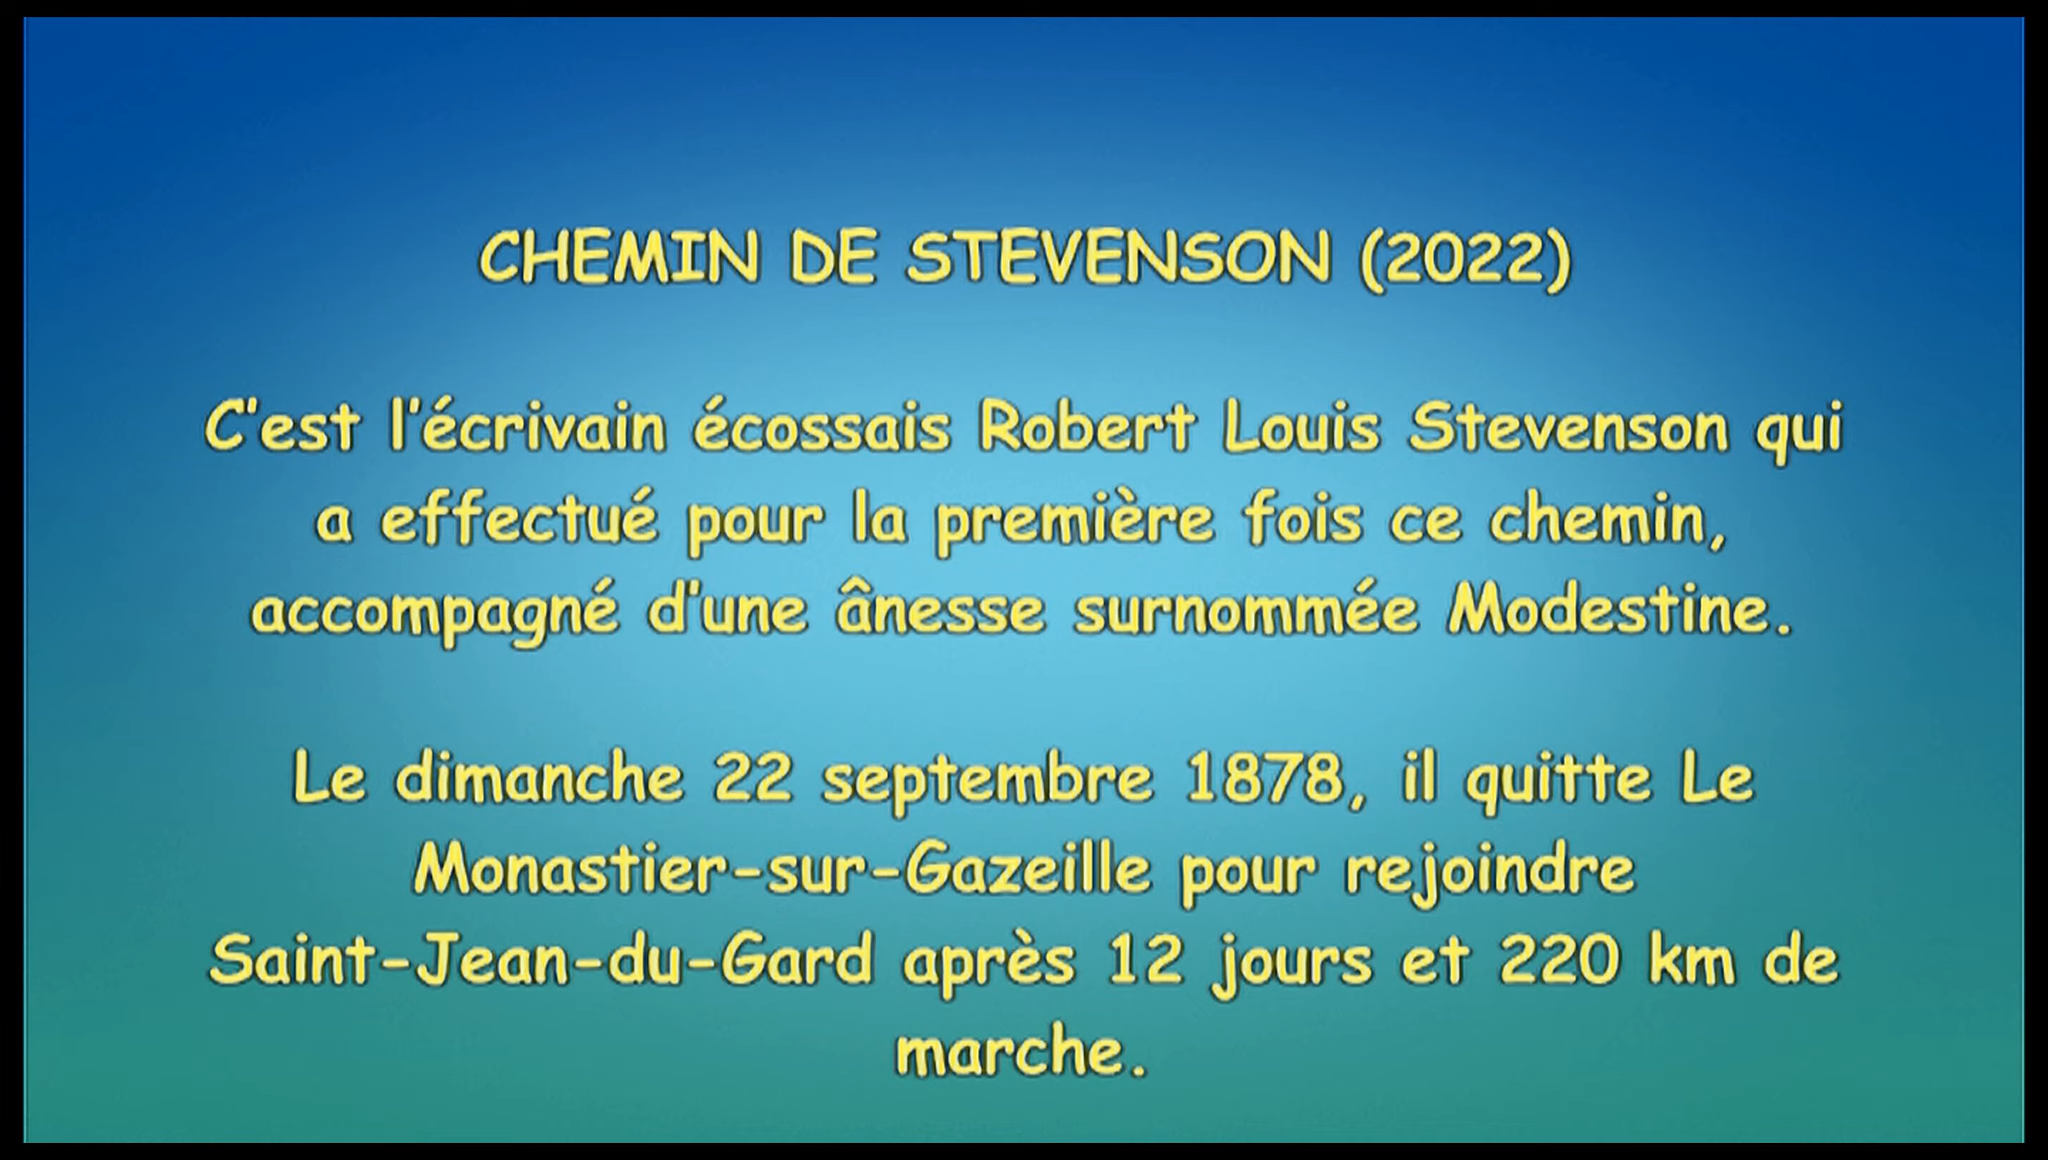 CHEMIN DE STEVENSON (2022)
C'est l'écrivain écossais Robert Louis Stevenson qui
a effectué pour la première fois ce chemin,
accompagné d'une ânesse surnommée Modestine.
Le dimanche 22 septembre 1878, il quitte Le
Monastier-sur-Gazeille pour rejoindre
Saint-Jean-du-Gard après 12 jours et 220 km de
marche.